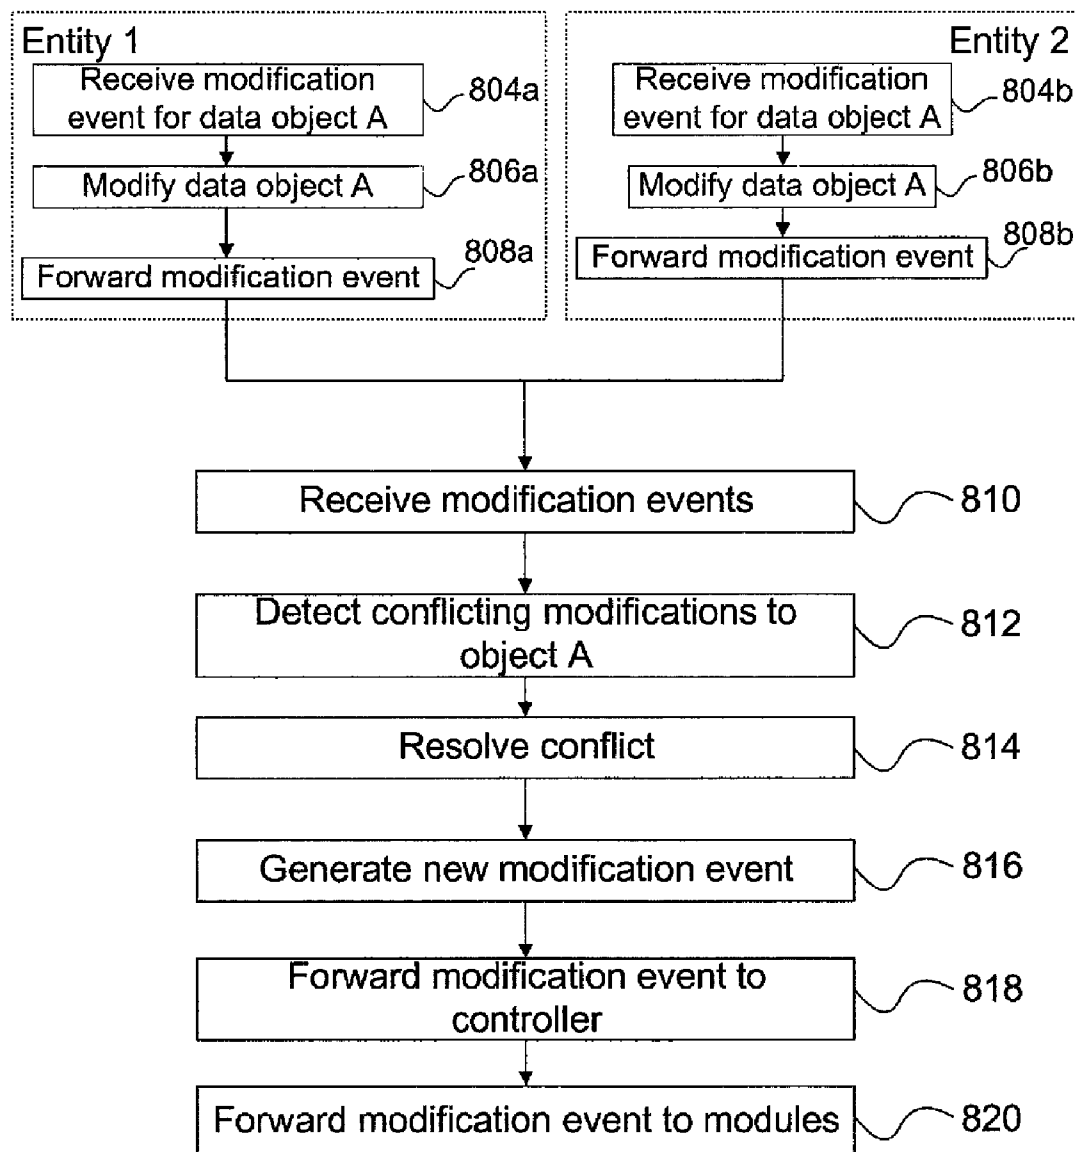 Entity 1
Receive modification
event for data object A
804a
Modify data object A
806a
808a
Forward modification event
Entity 2
Receive modification
event for data object A
804b
Modify data object A
806b
808b
Forward modification event
Receive modification events
810
Detect conflicting modifications to
object A
812
Resolve conflict
814
Generate new modification event
816
Forward modification event to
controller
818
Forward modification event to modules
820